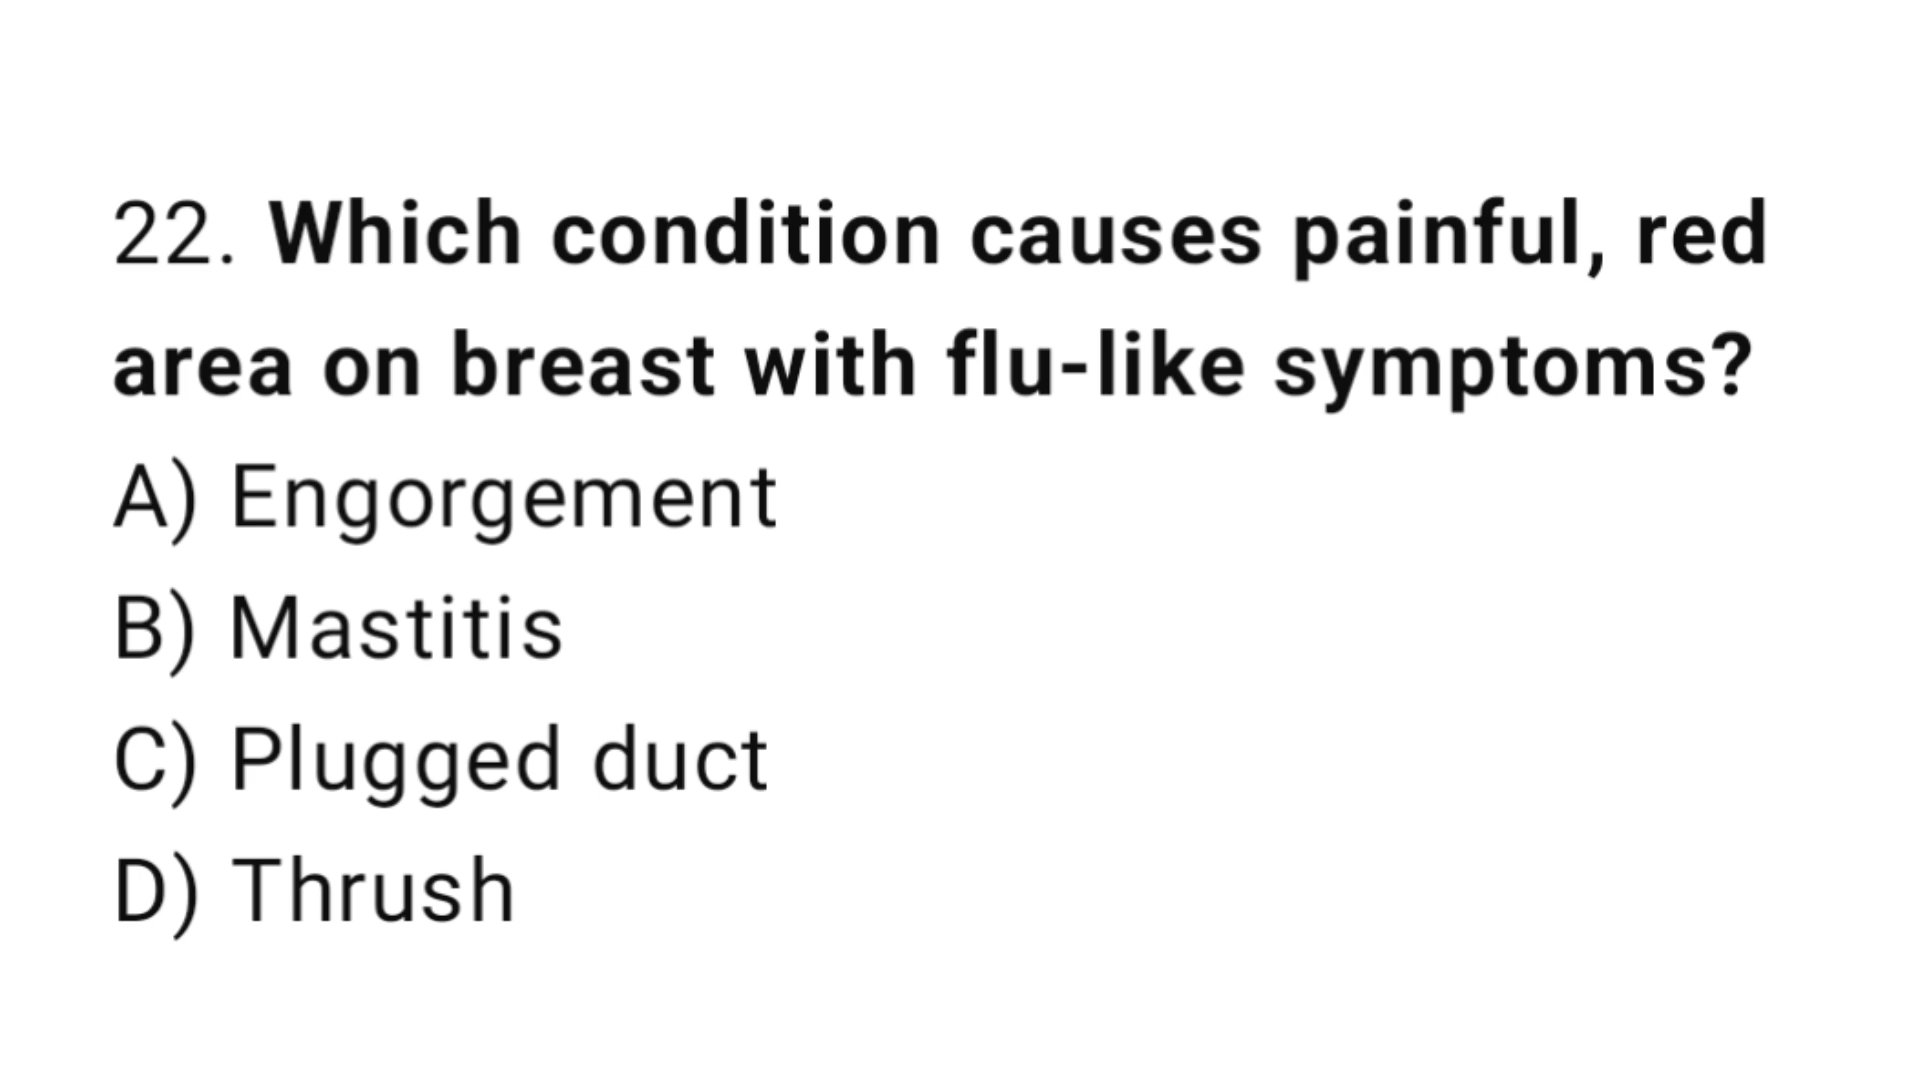 22. Which condition causes painful, red
area on breast with flu-like symptoms?
A) Engorgement
B) Mastitis
C) Plugged duct
D) Thrush